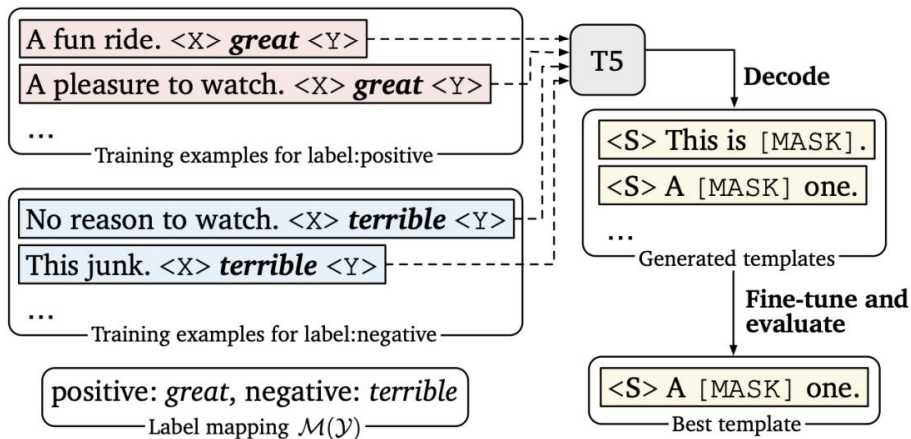 A fun ride. <X> great <Y>
A pleasure to watch. <X> great <Y>
...
Training examples for label:positive
No reason to watch. <X> terrible <Y>
This junk. <X> terrible <Y>
...
Training examples for label:negative
positive: great, negative: terrible
Label mapping M(Y)
T5
Decode
<S> This is [MASK].
<S> A [MASK] one.
...
Generated templates
Fine-tune and
evaluate
<S> A [MASK] one.
Best template